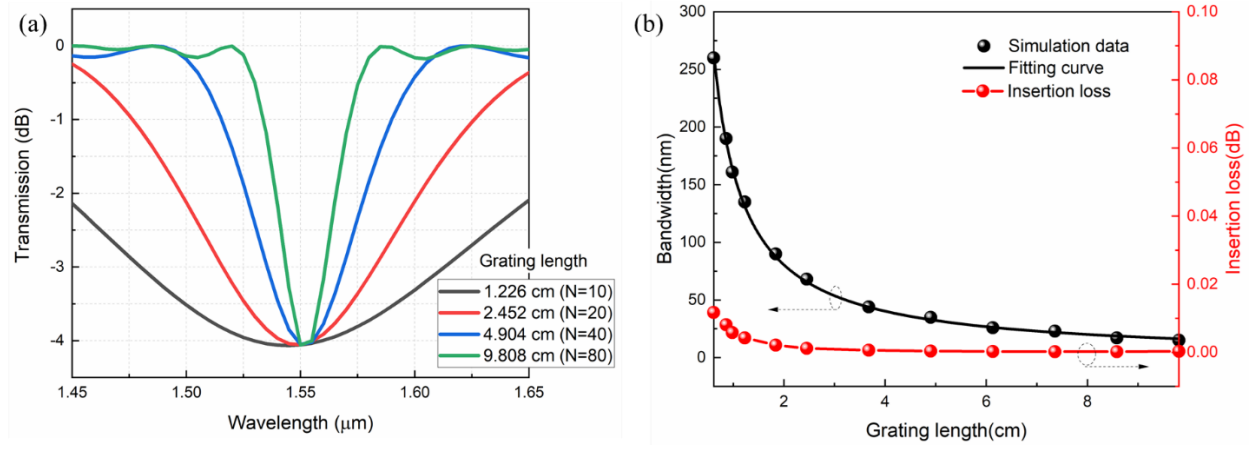 (a)
0
-1
-2
-3
-4
Transmission (dB)
1.45
1.50
1.55
1.60
1.65
Wavelength (μm)
Grating length
1.226 cm (N=10)
2.452 cm (N=20)
4.904 cm (N=40)
9.808 cm (N=80)
(b)
300
250
200
150
100
50
0
Bandwidth(nm)
2
4
6
8
Grating length(cm)
Simulation data
Fitting curve
Insertion loss
0.10
0.08
0.06
0.04
0.02
0.00
Insertion loss(dB)